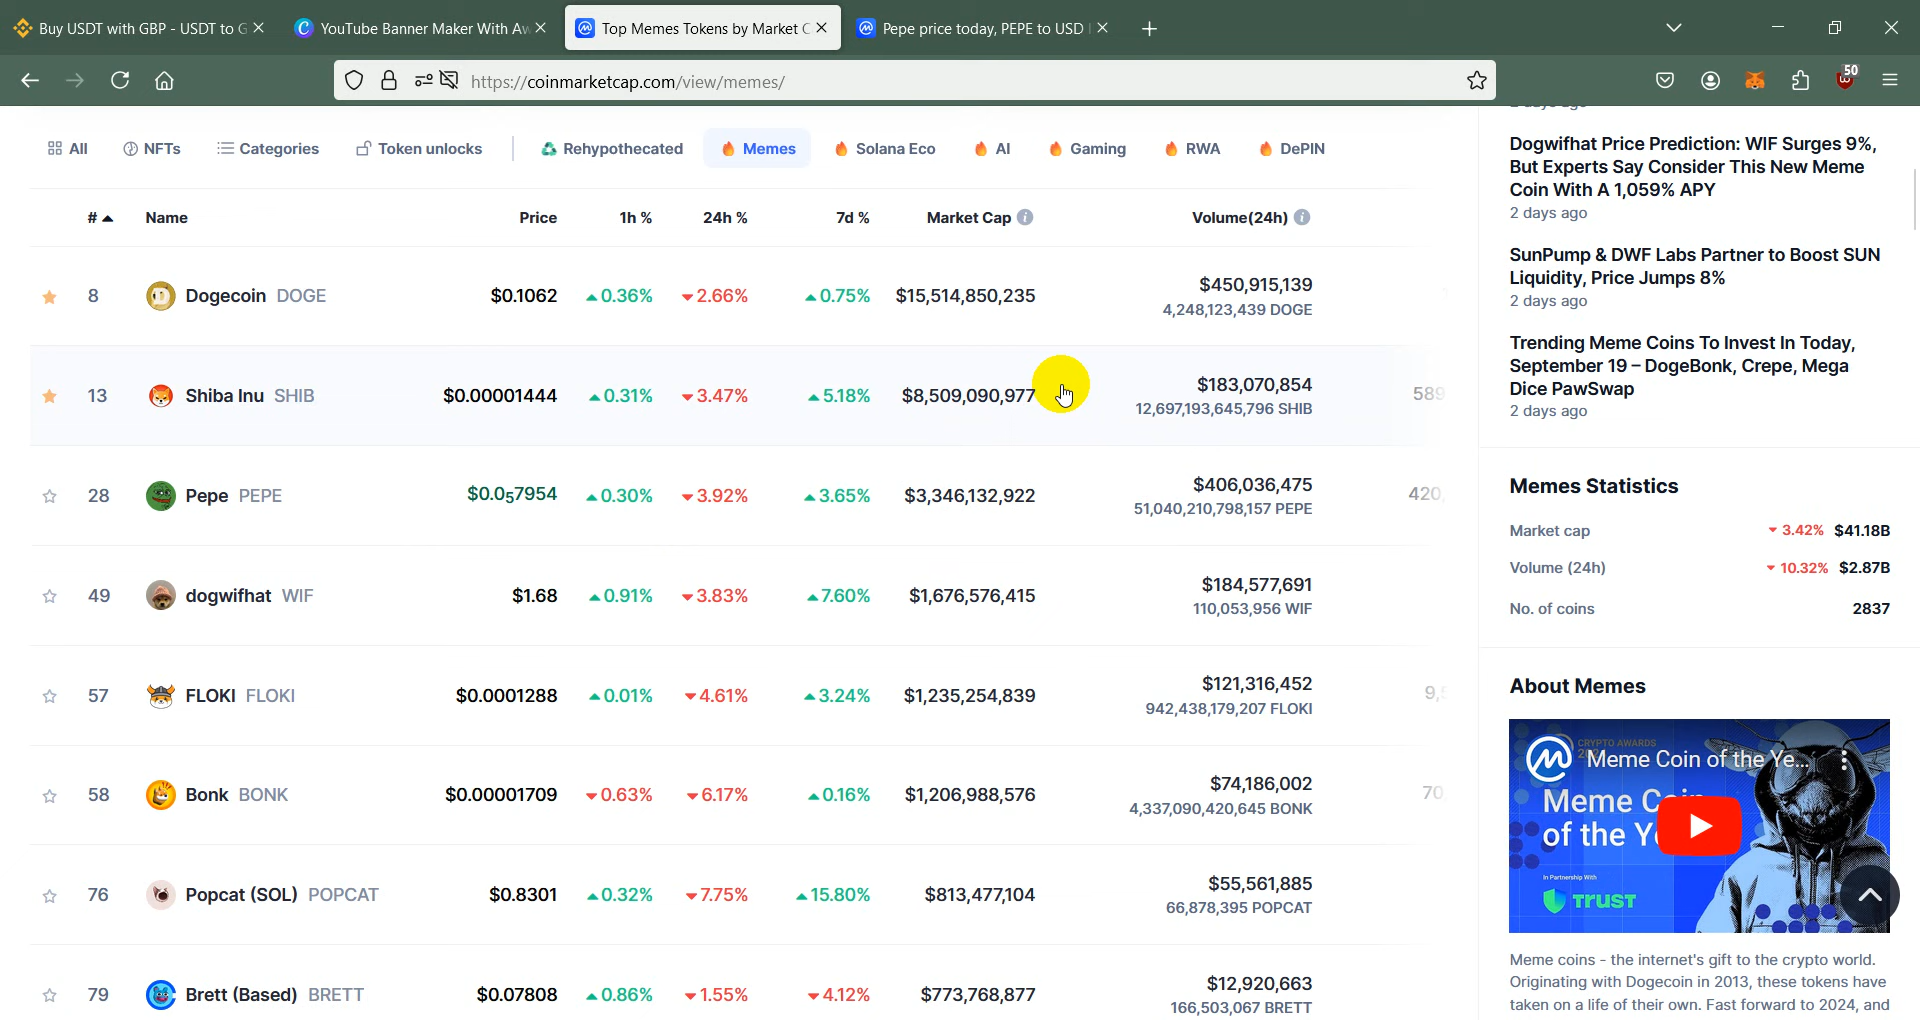 Buy USDT with GBP - USDT to G
YouTube Banner Maker With Aw
Top Memes Tokens by Market C
Pepe price today, PEPE to USD
https://coinmarketcap.com/view/memes/
50
All
NFTs
Categories
Token unlocks
Rehypothecated
Memes
Solana Eco
AI
Gaming
RWA
DePIN
# Name Price 1h % 24h % 7d % Market Cap Volume(24h)
8 Dogecoin DOGE $0.1062 0.36% 2.66% 0.75% $15,514,850,235 $450,915,139
4,248,123,439 DOGE
13 Shiba Inu SHIB $0.00001444 0.31% 3.47% 5.18% $8,509,090,977 $183,070,854 589
12,697,193,645,796 SHIB
28 Pepe PEPE $0.0₅7954 0.30% 3.92% 3.65% $3,346,132,922 $406,036,475 420,
51,040,210,798,157 PEPE
49 dogwifhat WIF $1.68 0.91% 3.83% 7.60% $1,676,576,415 $184,577,691
110,053,956 WIF
57 FLOKI FLOKI $0.0001288 0.01% 4.61% 3.24% $1,235,254,839 $121,316,452
942,438,179,207 FLOKI
58 Bonk BONK $0.00001709 0.63% 6.17% 0.16% $1,206,988,576 $74,186,002 70
4,337,090,420,645 BONK
76 Popcat (SOL) POPCAT $0.8301 0.32% 7.75% 15.80% $813,477,104 $55,561,885
66,878,395 POPCAT
79 Brett (Based) BRETT $0.07808 0.86% 1.55% 4.12% $773,768,877 $12,920,663
166,503,067 BRETT
Dogwifhat Price Prediction: WIF Surges 9%,
But Experts Say Consider This New Meme
Coin With A 1,059% APY
2 days ago
SunPump & DWF Labs Partner to Boost SUN
Liquidity, Price Jumps 8%
2 days ago
Trending Meme Coins To Invest In Today,
September 19 – DogeBonk, Crepe, Mega
Dice PawSwap
2 days ago
Memes Statistics
Market cap 3.42% $41.18B
Volume (24h) 10.32% $2.87B
No. of coins 2837
About Memes
CRYPTO AWARDS
Meme Coin of the Ye...
Meme C
of the Y
In Partnership With
TRUST
Meme coins - the internet's gift to the crypto world.
Originating with Dogecoin in 2013, these tokens have
taken on a life of their own. Fast forward to 2024, and